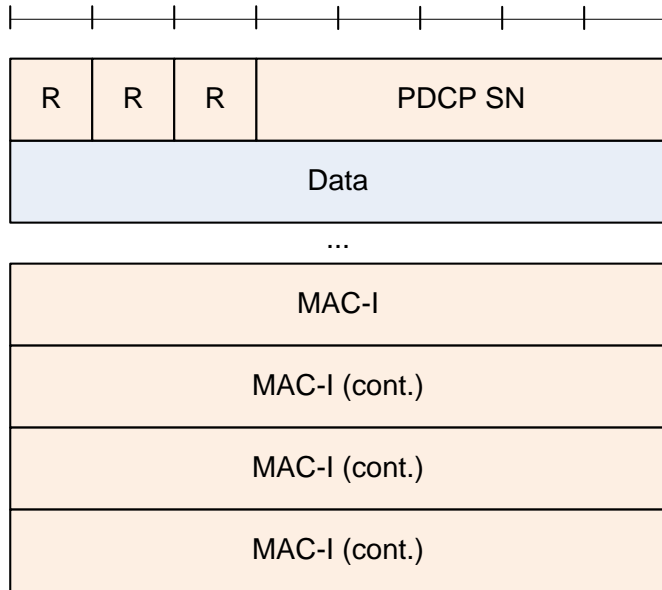 R R R PDCP SN
Data
...
MAC-I
MAC-I (cont.)
MAC-I (cont.)
MAC-I (cont.)